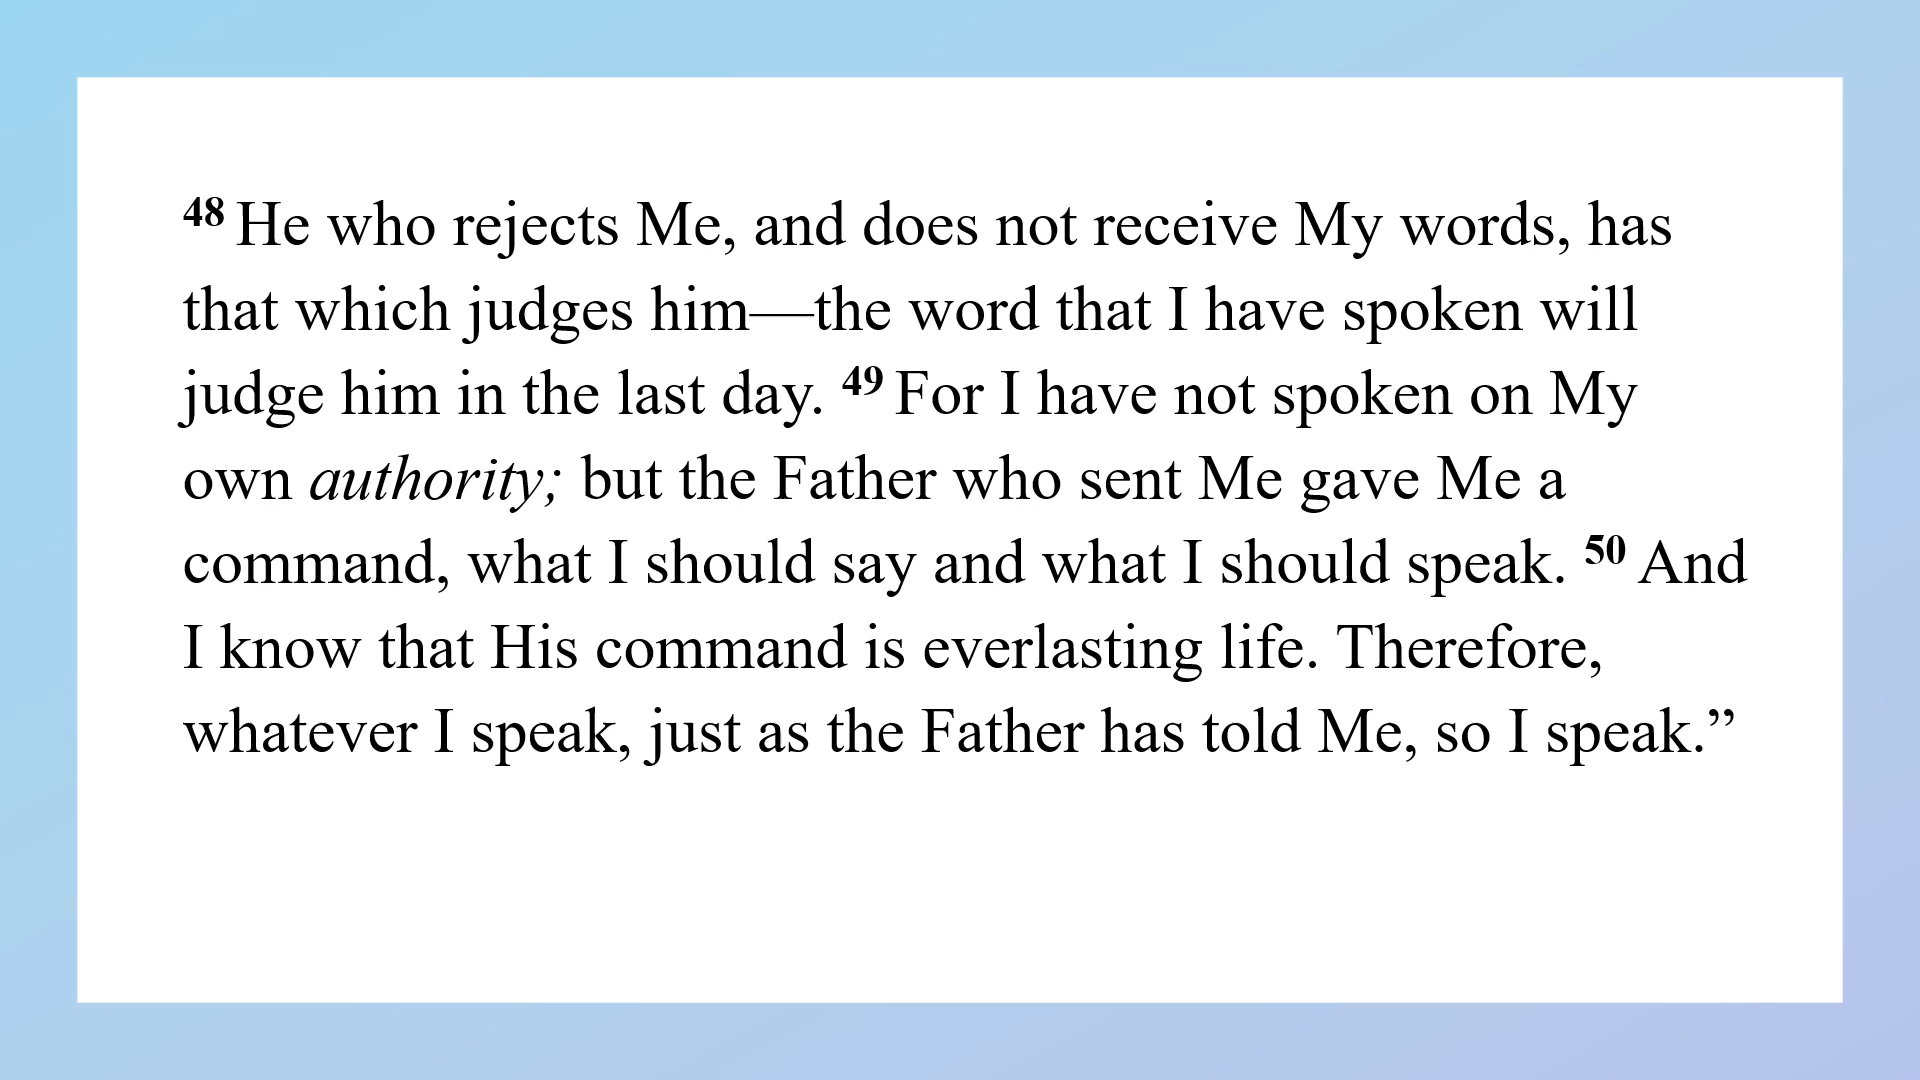 48 He who rejects Me, and does not receive My words, has
that which judges him—the word that I have spoken will
judge him in the last day. 49 For I have not spoken on My
own authority; but the Father who sent Me gave Me a
command, what I should say and what I should speak. 50 And
I know that His command is everlasting life. Therefore,
whatever I speak, just as the Father has told Me, so I speak.”